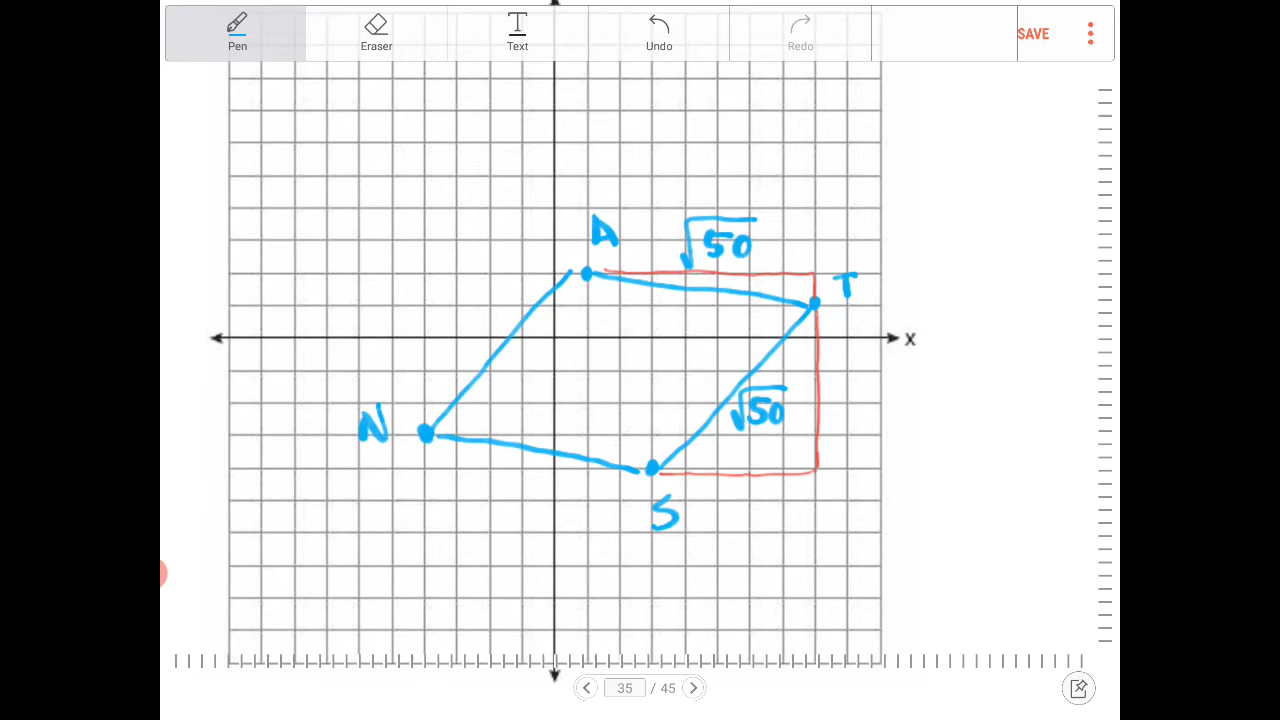 Pen Eraser Text Undo Redo SAVE
A √50
T
x
N √50
S
35 / 45